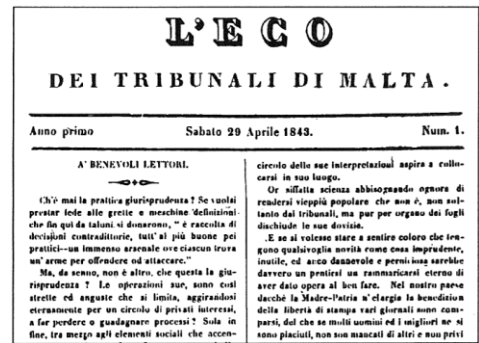 L'ECO
DEI TRIBUNALI DI MALTA.
Anno primo Sabato 29 Aprile 1843. Num. 1.
A' BENEVOLI LETTORI.
Ch'è mai la prattica giurisprudenza? Se vuolsi
prestar fede alle grette e meschine definizioni
che fin qui da taluni si donarono, " è raccolta di
decisioni contradittorie, tutt'al più buone pei
prattici--un immenso arsenale ove ciascun trova
un'arme per offendere od attaccare."
Ma, da senno, non è altro, che questa la giu-
risprudenza? Le operazioni sue, sono così
strette ed anguste che si limita, aggirandosi
eternamente per un circolo di privati interessi,
a far perdere o guadagnare processi? Sola in
fine, tra mezzo agli elementi sociali che accen-
circolo delle sue interpretazioni aspira a collo-
carsi in suo luogo.
Or siffatta scienza abbisognando ognora di
rendersi vieppiù popolare che non è, non sol-
tanto dai tribunali, ma pur per organo dei fogli
dischiude le sue dovizie.
E se si volesse stare a sentire coloro che ten-
gono qualsivoglia novità come cosa imprudente,
inutile, ed anco dannevole e perniciosa sarebbe
davvero un pentirsi un rammaricarsi eterno di
aver dato opera al ben fare. Nel nostro paese
dacchè la Madre-Patria n'elargia la benedizion
della libertà di stampa varj giornali sono com-
parsi, del che se molti uomini ed i migliori ne si
sono piaciuti, non son mancati di altri e non privi